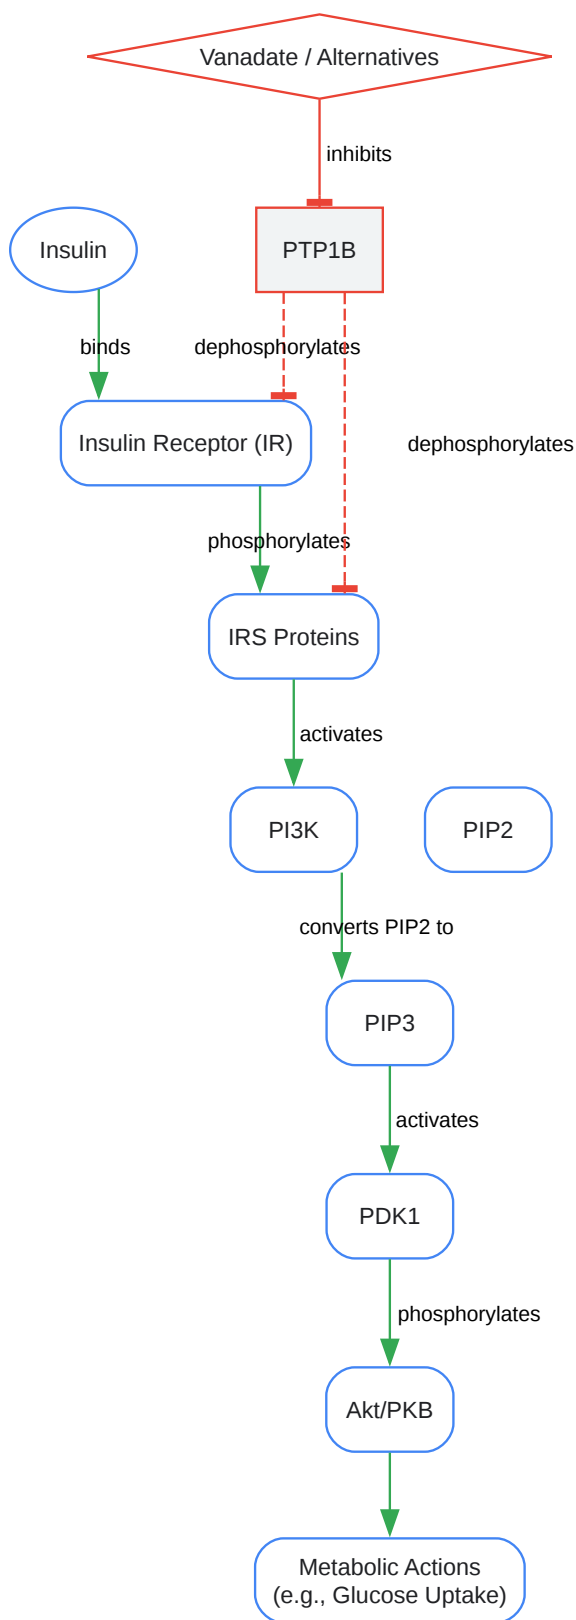 Vanadate / Alternatives
inhibits
Insulin
PTP1B
binds
dephosphorylates
Insulin Receptor (IR)
dephosphorylates
phosphorylates
IRS Proteins
activates
PI3K
PIP2
converts PIP2 to
PIP3
activates
PDK1
phosphorylates
Akt/PKB
Metabolic Actions
(e.g., Glucose Uptake)